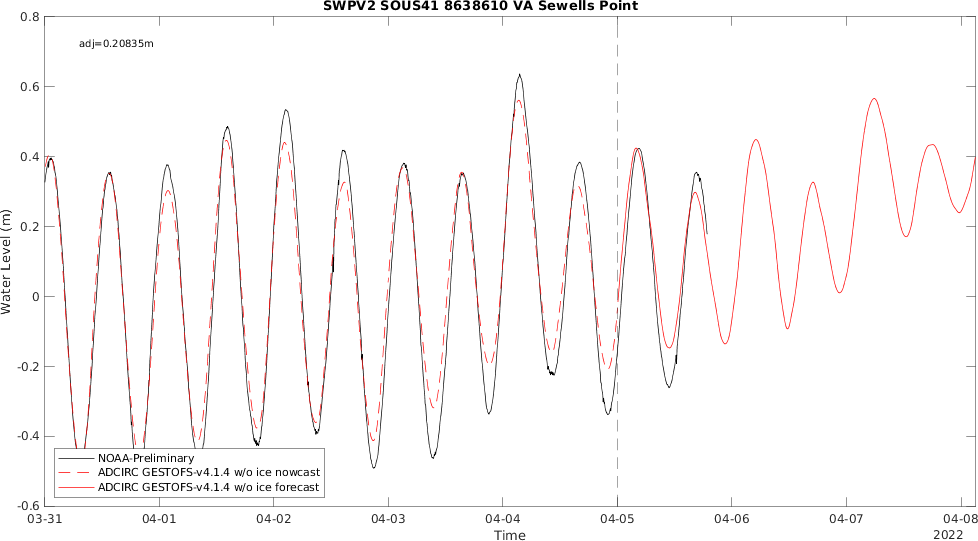 SWPV2 SOUS41 8638610 VA Sewells Point
adj=0.20835m
0.8
0.6
0.4
0.2
0
-0.2
-0.4
-0.6
Water Level (m)
NOAA-Preliminary
ADCIRC GESTOFS-v4.1.4 w/o ice nowcast
ADCIRC GESTOFS-v4.1.4 w/o ice forecast
03-31 04-01 04-02 04-03 04-04 04-05 04-06 04-07 04-08
Time
2022